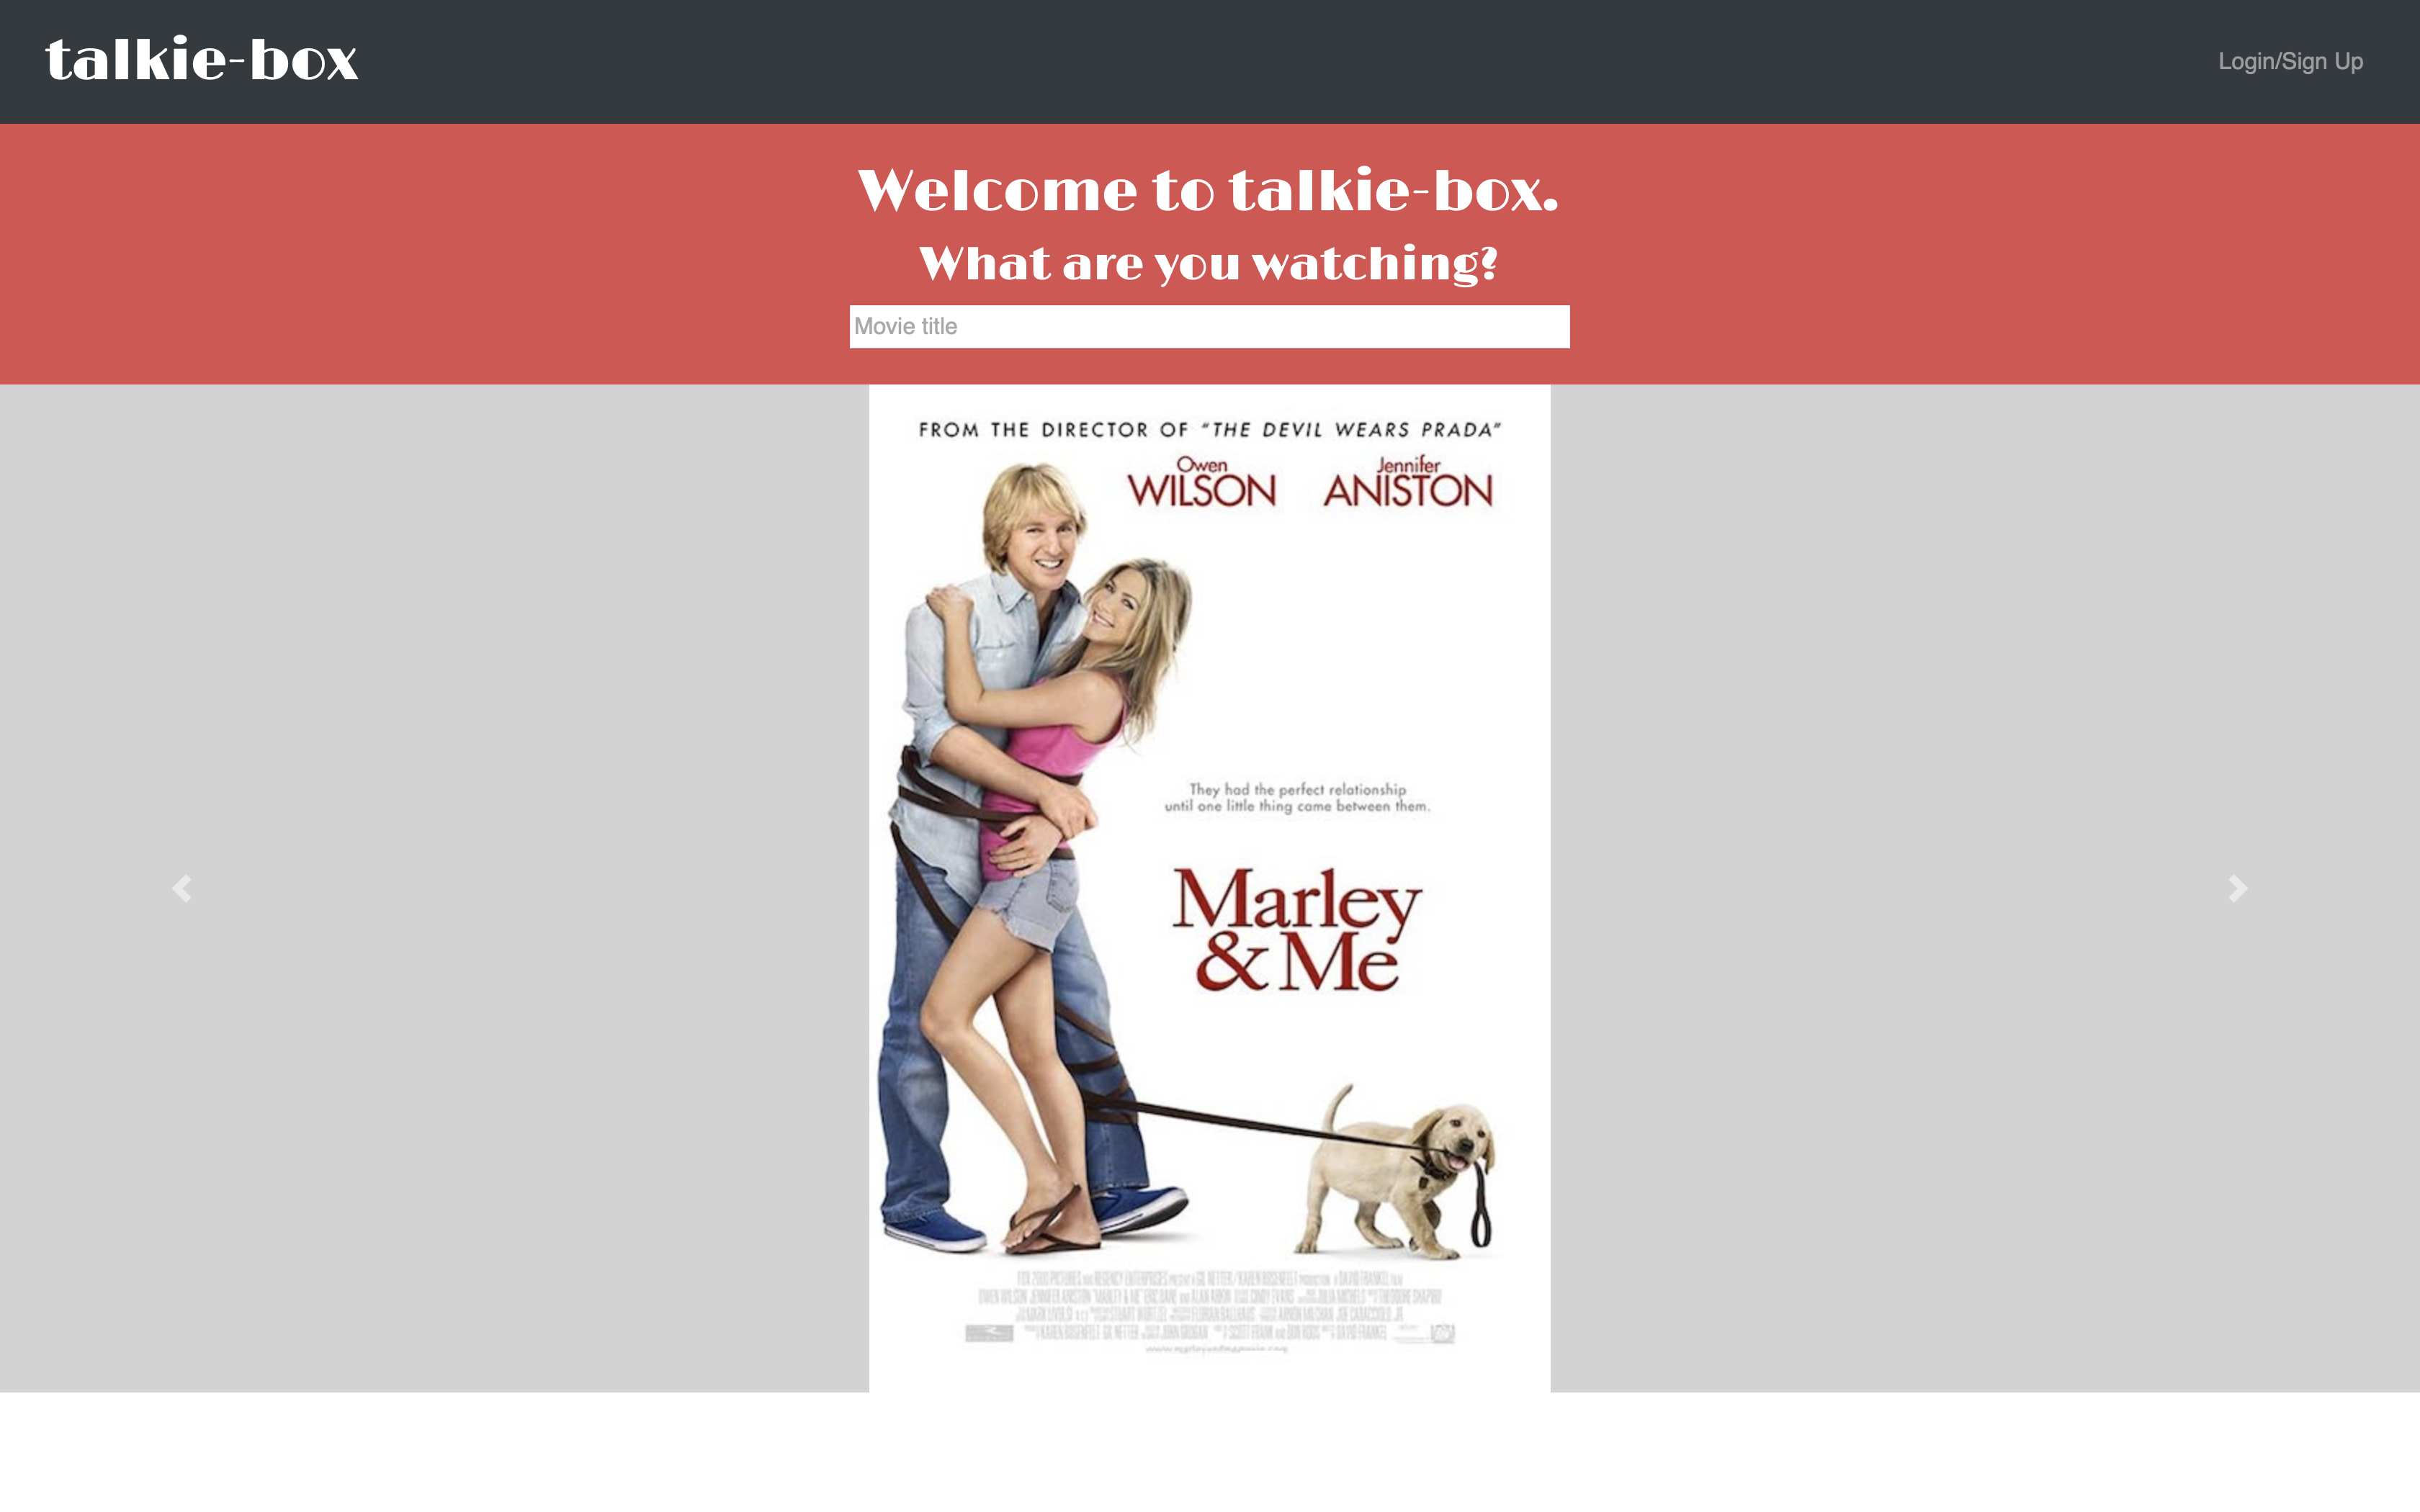 talkie-box
Login/Sign Up
Welcome to talkie-box.
What are you watching?
Movie title
FROM THE DIRECTOR OF "THE DEVIL WEARS PRADA"
Owen WILSON Jennifer ANISTON
They had the perfect relationship
until one little thing came between them.
Marley
& Me